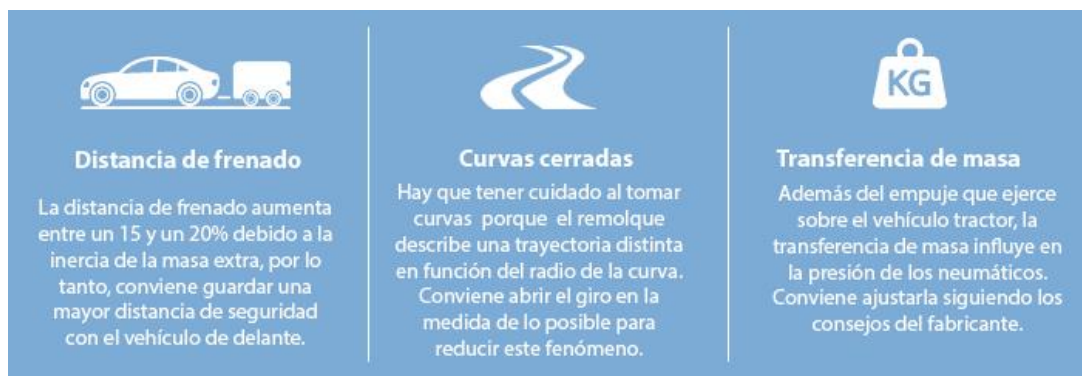 Distancia de frenado
La distancia de frenado aumenta
entre un 15 y un 20% debido a la
inercia de la masa extra, por lo
tanto, conviene guardar una
mayor distancia de seguridad
con el vehículo de delante.
Curvas cerradas
Hay que tener cuidado al tomar
curvas porque el remolque
describe una trayectoria distinta
en función del radio de la curva.
Conviene abrir el giro en la
medida de lo posible para
reducir este fenómeno.
KG
Transferencia de masa
Además del empuje que ejerce
sobre el vehículo tractor, la
transferencia de masa influye en
la presión de los neumáticos.
Conviene ajustarla siguiendo los
consejos del fabricante.